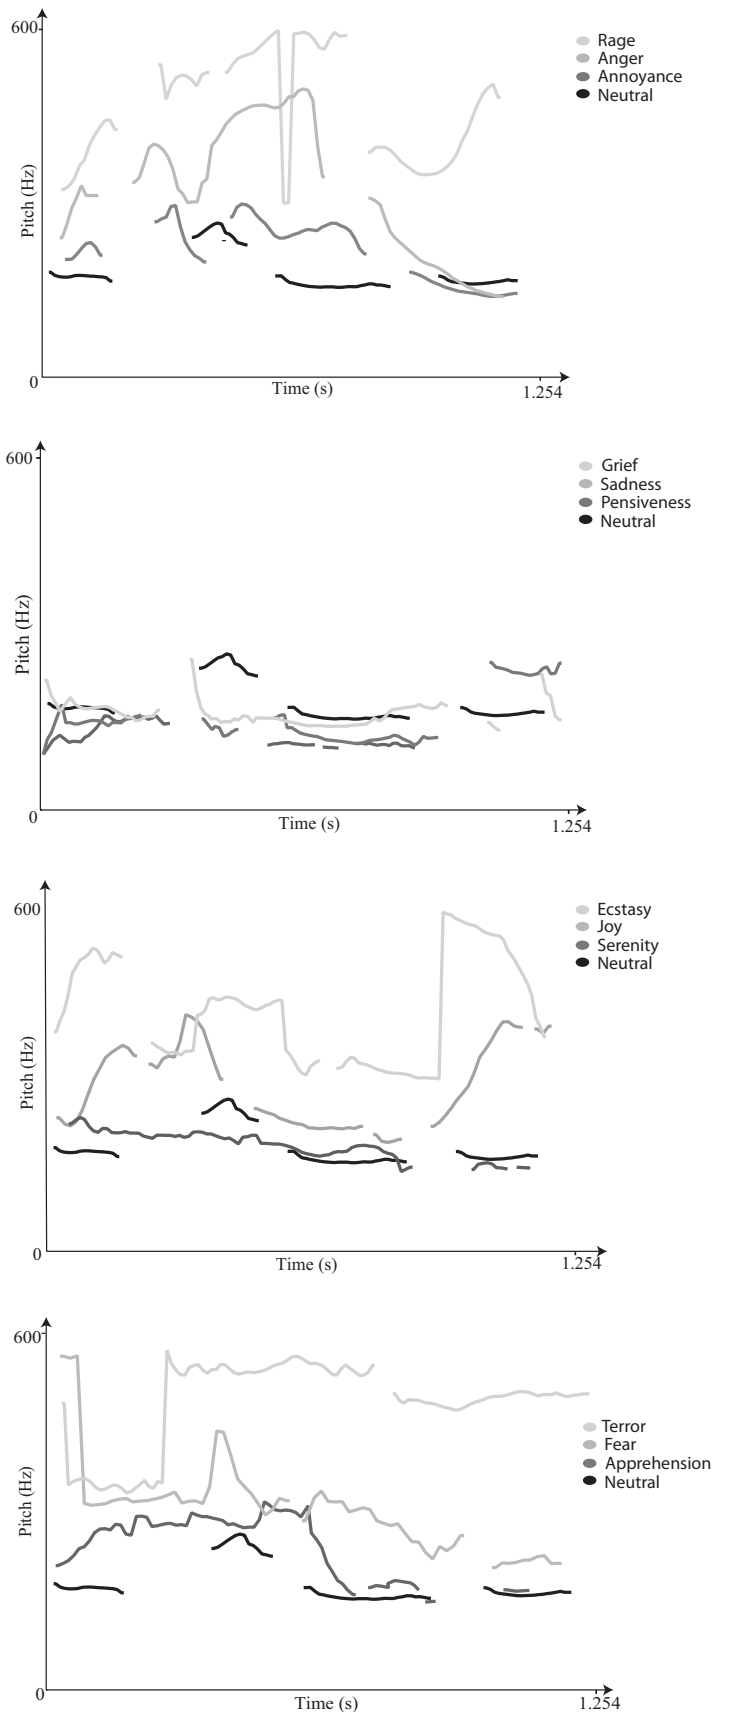 600
Rage
Anger
Annoyance
Neutral
Pitch (Hz)
0
Time (s)
1.254
600
Grief
Sadness
Pensiveness
Neutral
Pitch (Hz)
0
Time (s)
1.254
600
Ecstasy
Joy
Serenity
Neutral
Pitch (Hz)
0
Time (s)
1.254
600
Terror
Fear
Apprehension
Neutral
Pitch (Hz)
0
Time (s)
1.254